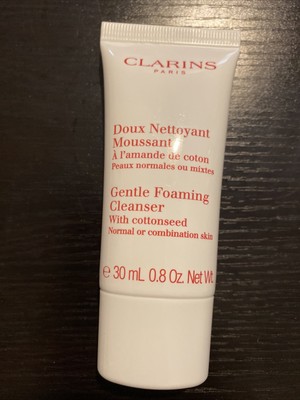 CLARINS
PARIS
Doux Nettoyant
Moussant
À l'amande de coton
Peaux normales ou mixtes
Gentle Foaming
Cleanser
With cottonseed
Normal or combination skin
e 30 mL 0.8 Oz. Net Wt.